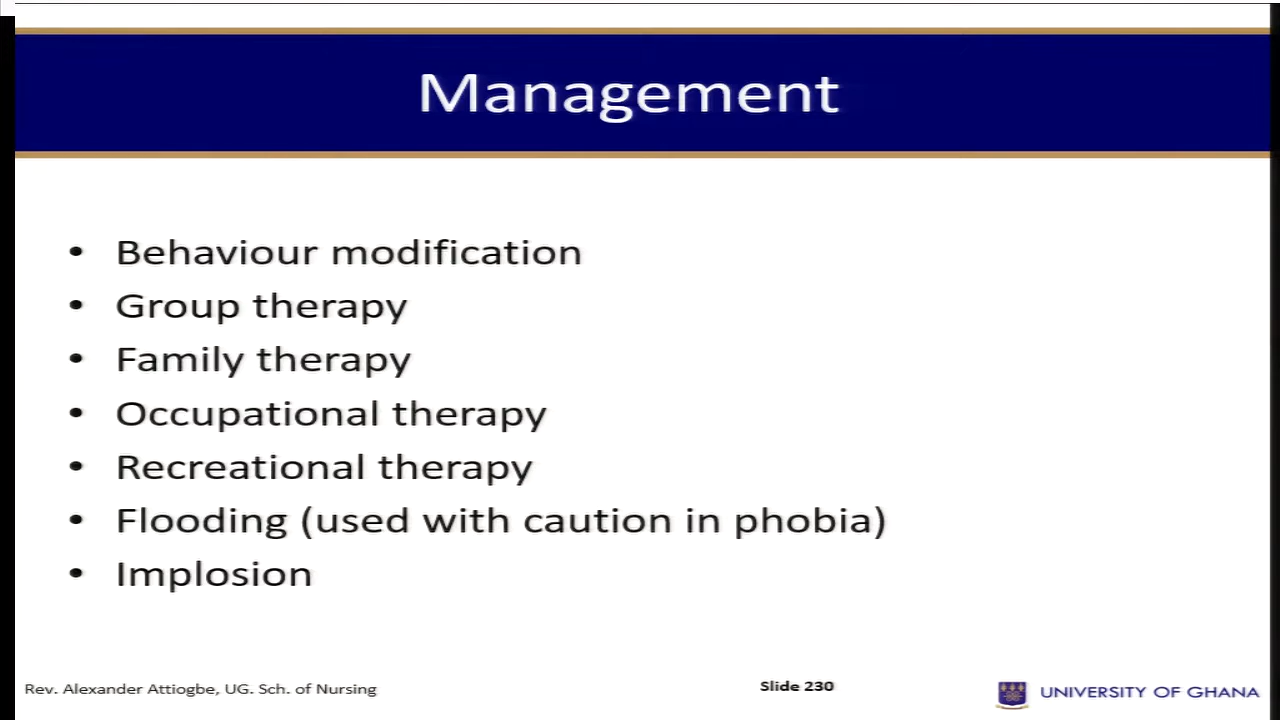 Management
• Behaviour modification
• Group therapy
• Family therapy
• Occupational therapy
• Recreational therapy
• Flooding (used with caution in phobia)
• Implosion
Rev. Alexander Attiogbe, UG. Sch. of Nursing
Slide 230
UNIVERSITY OF GHANA